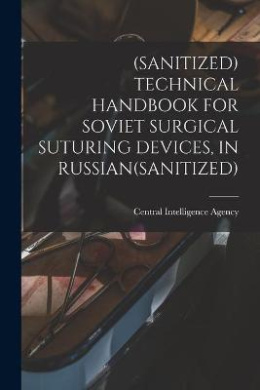 (SANITIZED)
TECHNICAL
HANDBOOK FOR
SOVIET SURGICAL
SUTURING DEVICES, IN
RUSSIAN(SANITIZED)
Central Intelligence Agency